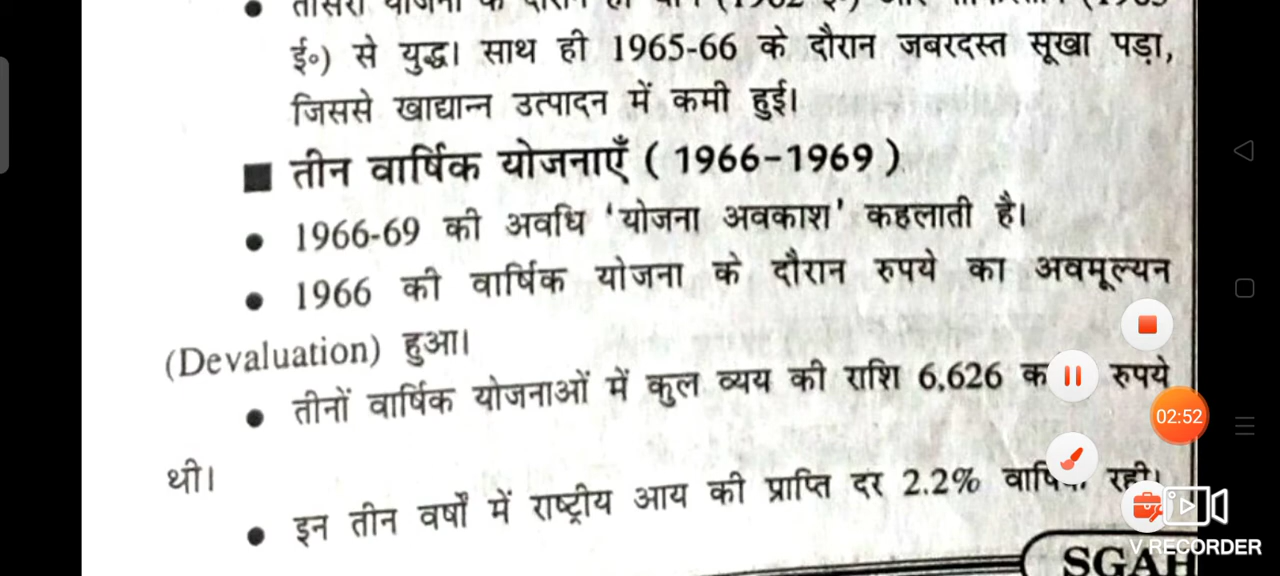 ई०) से युद्ध। साथ ही 1965-66 के दौरान जबरदस्त सूखा पड़ा,
जिससे खाद्यान्न उत्पादन में कमी हुई।
■ तीन वार्षिक योजनाएँ ( 1966-1969 )
• 1966-69 की अवधि 'योजना अवकाश' कहलाती है।
• 1966 की वार्षिक योजना के दौरान रुपये का अवमूल्यन
(Devaluation) हुआ।
• तीनों वार्षिक योजनाओं में कुल व्यय की राशि 6,626 रुपये
थी।
• इन तीन वर्षों में राष्ट्रीय आय की प्राप्ति दर 2.2% रही।
02:52
V RECORDER
SGAH